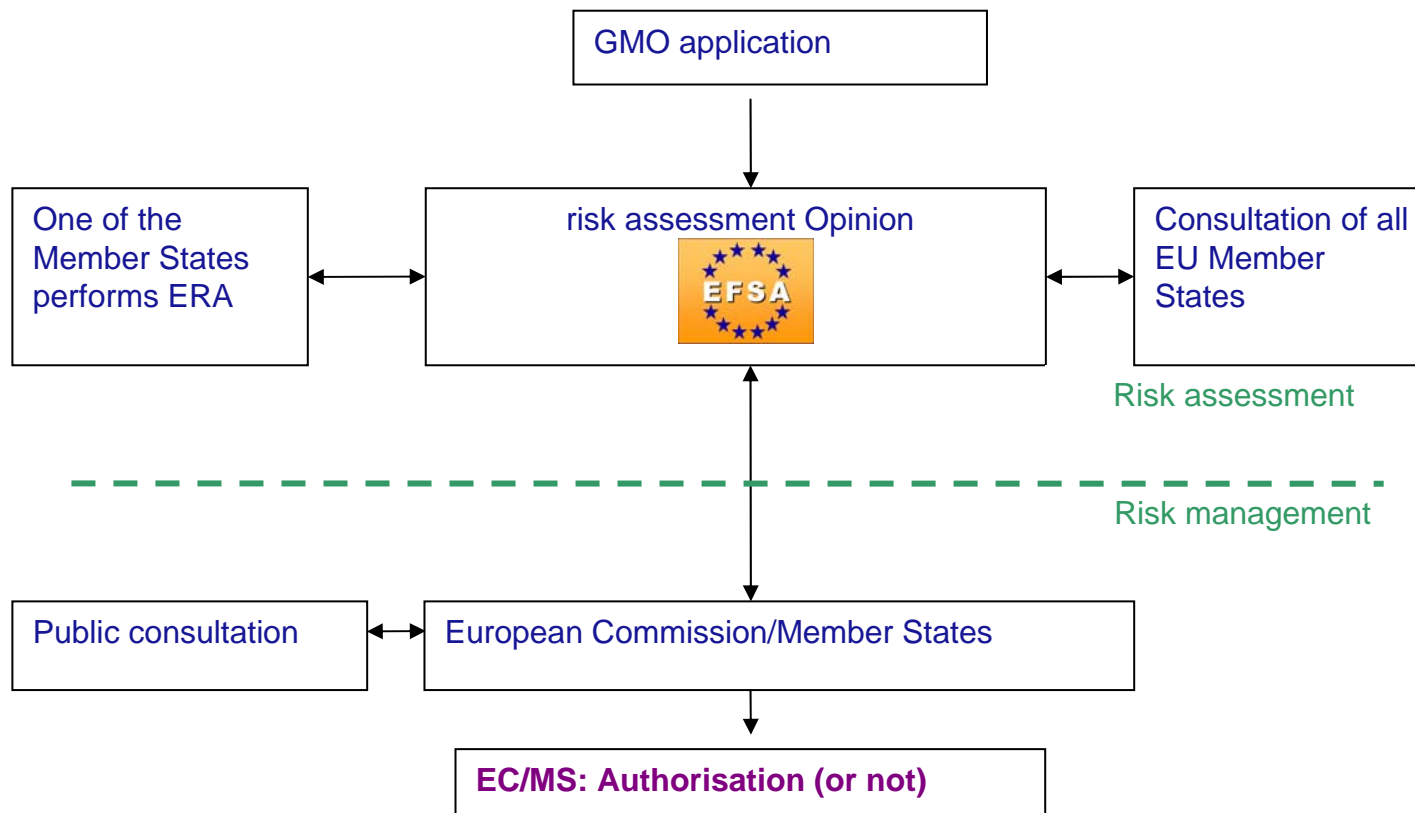 GMO application
One of the
Member States
performs ERA
risk assessment Opinion
EFSA
Consultation of all
EU Member
States
Risk assessment
Risk management
Public consultation
European Commission/Member States
EC/MS: Authorisation (or not)